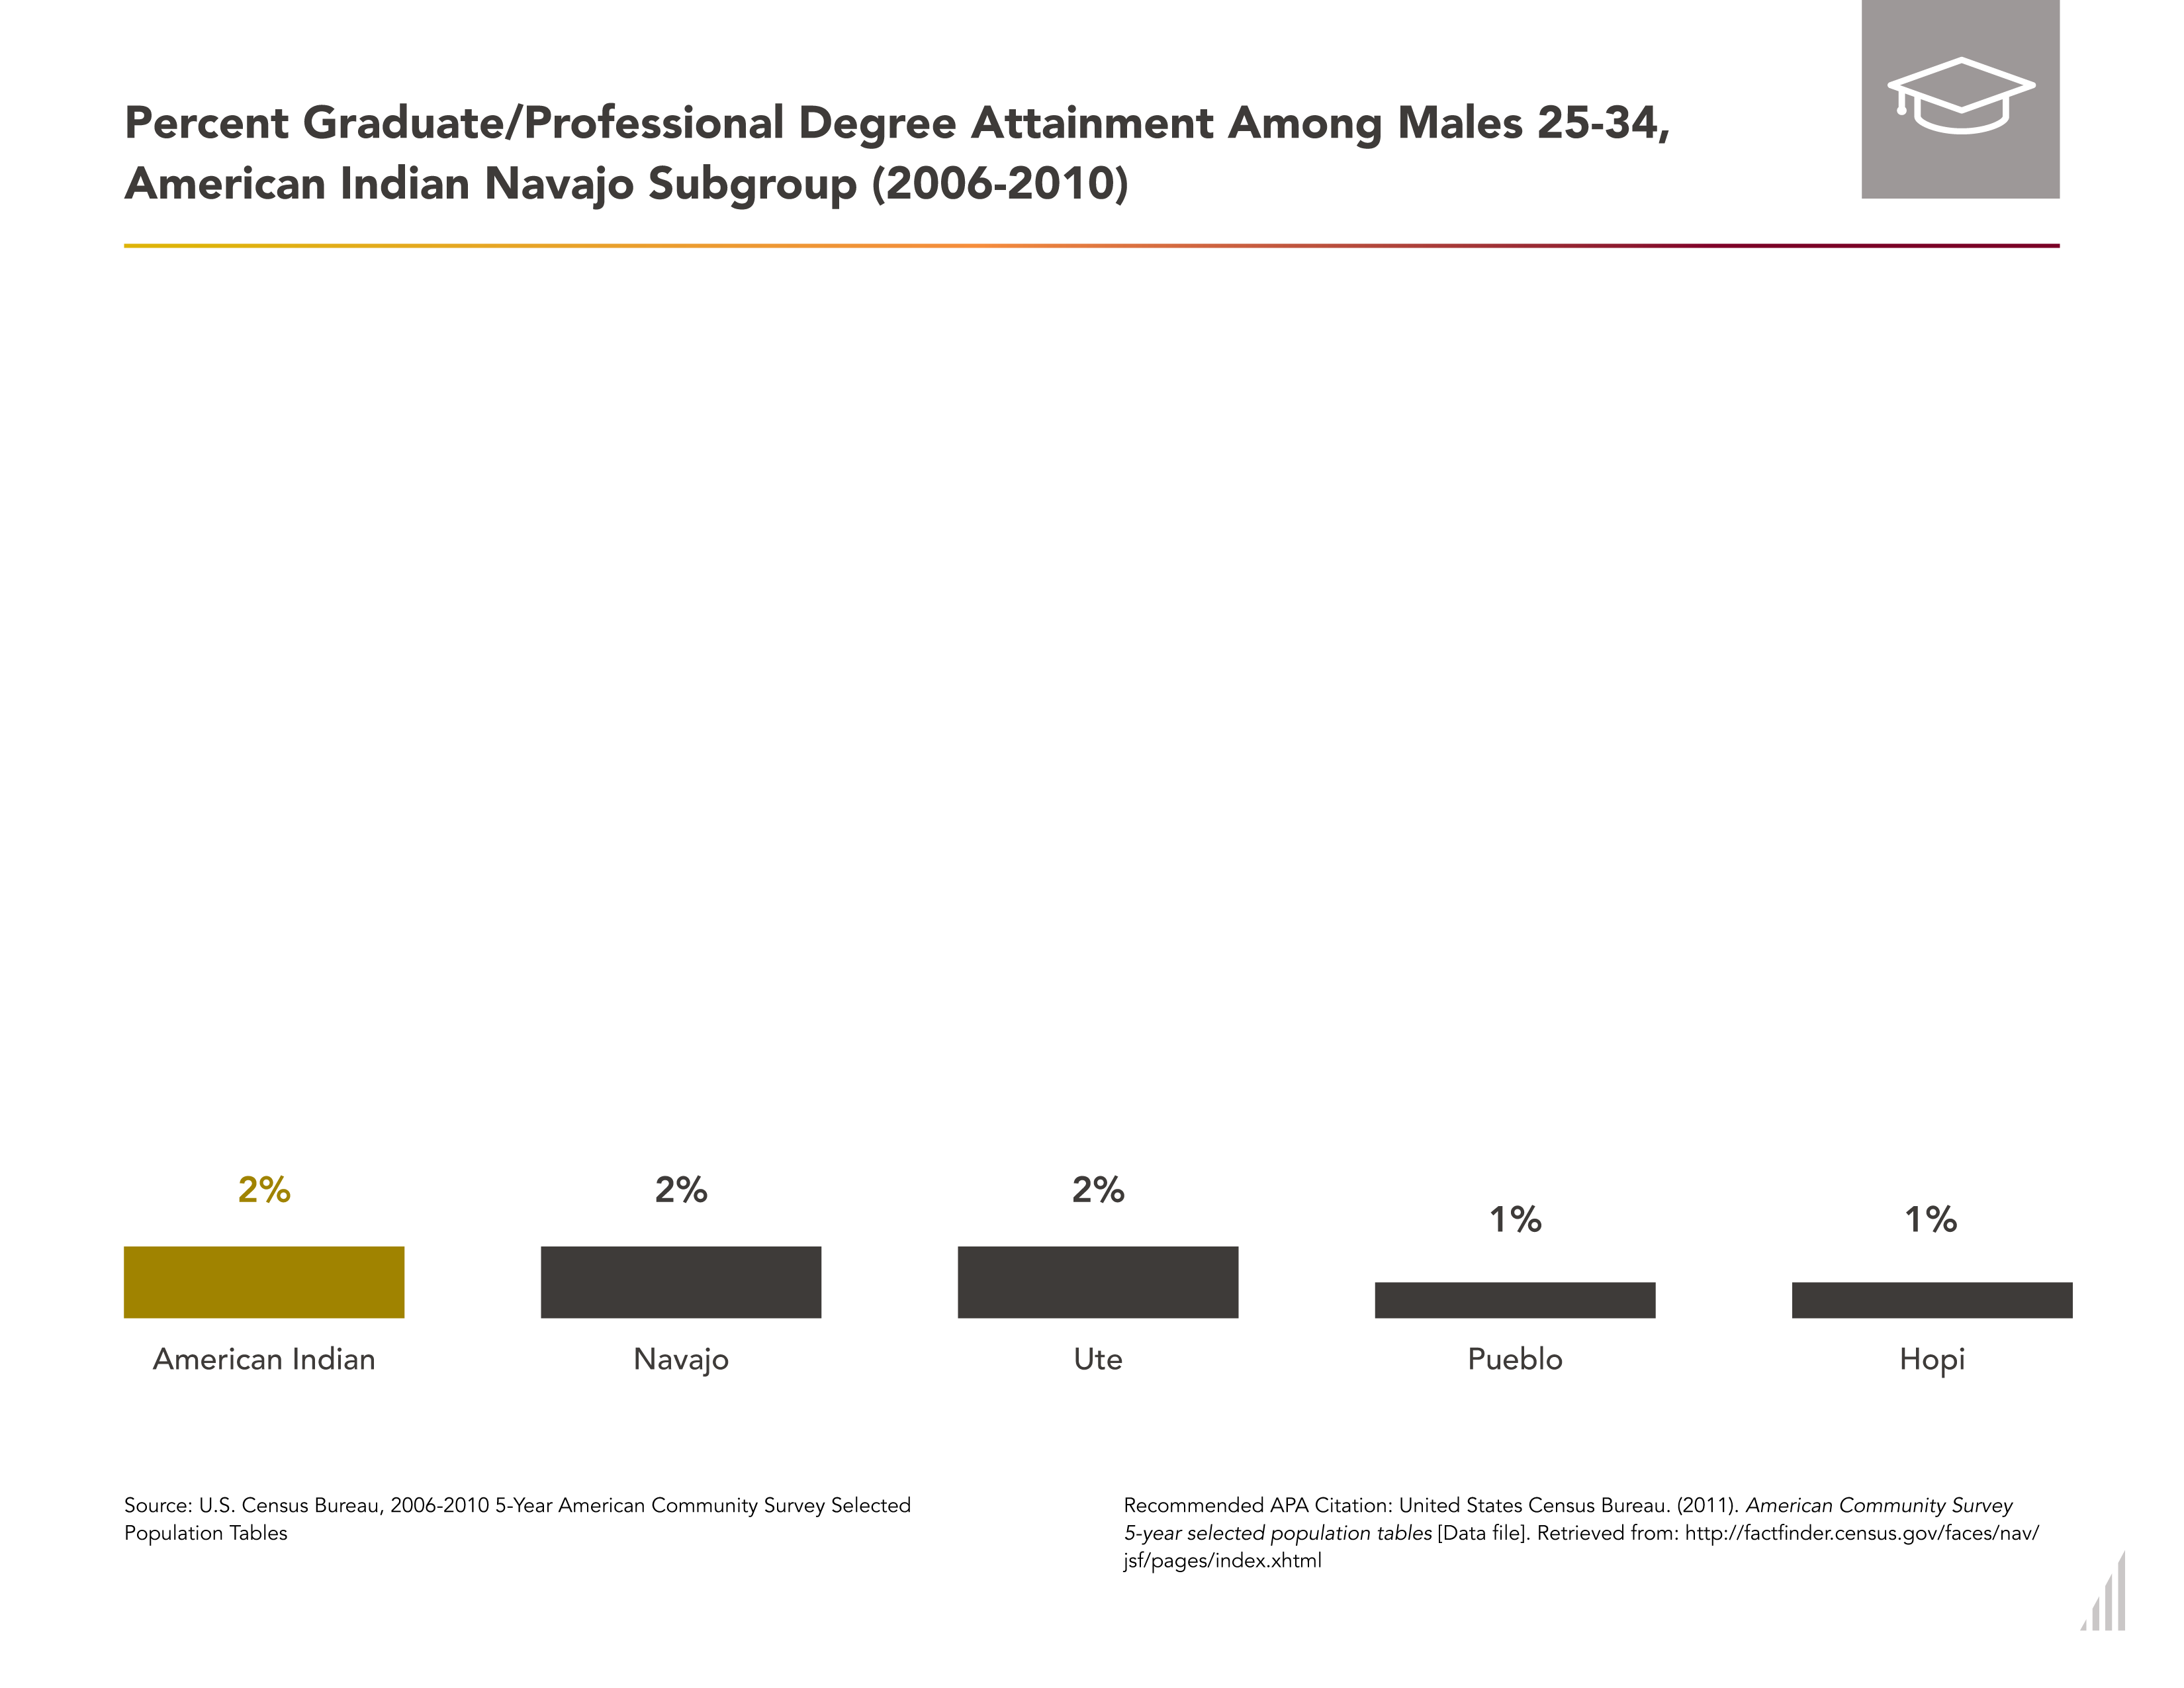 Percent Graduate/Professional Degree Attainment Among Males 25-34,
American Indian Navajo Subgroup (2006-2010)
2%
2%
2%
1%
1%
American Indian
Navajo
Ute
Pueblo
Hopi
Source: U.S. Census Bureau, 2006-2010 5-Year American Community Survey Selected
Population Tables
Recommended APA Citation: United States Census Bureau. (2011). American Community Survey
5-year selected population tables [Data file]. Retrieved from: http://factfinder.census.gov/faces/nav/
jsf/pages/index.xhtml